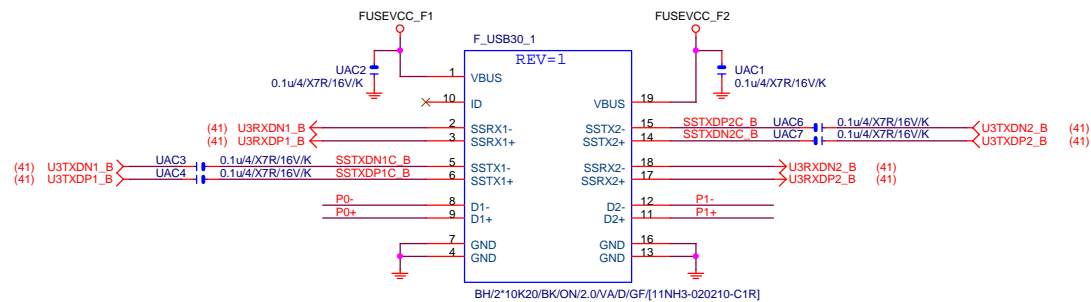 FUSEVCC_F1 FUSEVCC_F2
F_USB30_1
REV=1
UAC2
0.1u/4/X7R/16V/K
1 VBUS
UAC1
0.1u/4/X7R/16V/K
10 ID
VBUS 19
(41) U3RXDN1_B 2 SSRX1-
(41) U3RXDP1_B 3 SSRX1+
SSTX2- 15 SSTXDP2C_B UAC6 0.1u/4/X7R/16V/K U3TXDN2_B (41)
SSTX2+ 14 SSTXDN2C_B UAC7 0.1u/4/X7R/16V/K U3TXDP2_B (41)
(41) U3TXDN1_B UAC3 0.1u/4/X7R/16V/K SSTXDN1C_B 5 SSTX1-
(41) U3TXDP1_B UAC4 0.1u/4/X7R/16V/K SSTXDP1C_B 6 SSTX1+
SSRX2- 18 U3RXDN2_B (41)
SSRX2+ 17 U3RXDP2_B (41)
P0- 8 D1-
P0+ 9 D1+
D2- 12 P1-
D2+ 11 P1+
7 GND
4 GND
GND 16
GND 13
BH/2*10K20/BK/ON/2.0/VA/D/GF/[11NH3-020210-C1R]